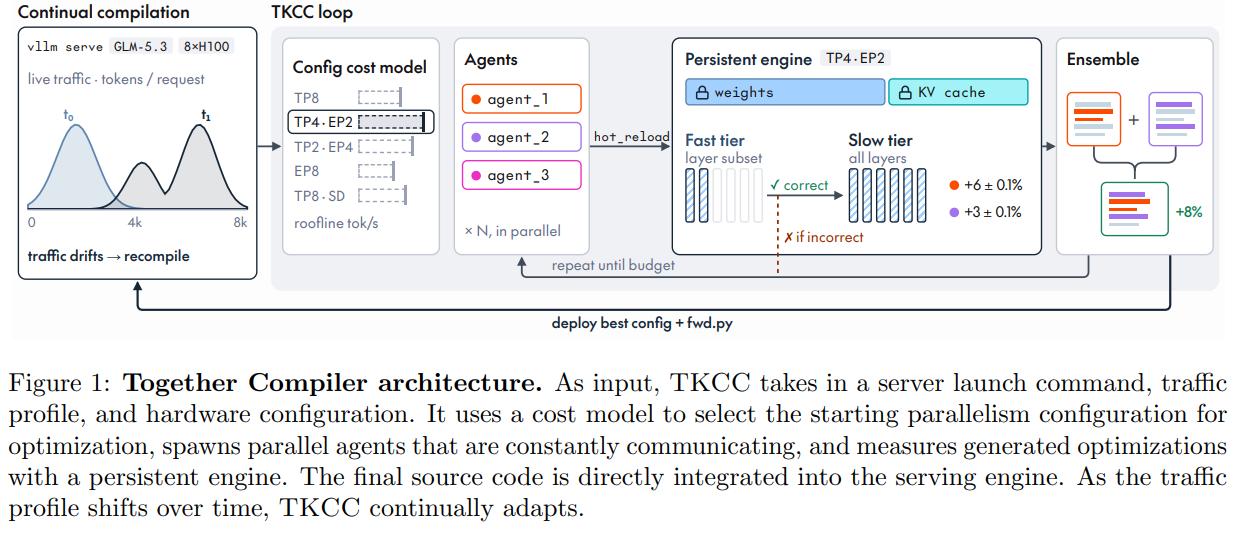 Continual compilation
vllm serve GLM-5.3 8×H100
live traffic · tokens / request
t₀
t₁
0 4k 8k
traffic drifts → recompile
TKCC loop
Config cost model
TP8
TP4·EP2
TP2·EP4
EP8
TP8·SD
roofline tok/s
Agents
agent_1
agent_2
agent_3
× N, in parallel
hot_reload
Persistent engine TP4·EP2
weights
KV cache
Fast tier
layer subset
✓ correct
✗ if incorrect
Slow tier
all layers
+6 ± 0.1%
+3 ± 0.1%
Ensemble
+
+8%
repeat until budget
deploy best config + fwd.py
Figure 1: Together Compiler architecture. As input, TKCC takes in a server launch command, traffic
profile, and hardware configuration. It uses a cost model to select the starting parallelism configuration for
optimization, spawns parallel agents that are constantly communicating, and measures generated optimizations
with a persistent engine. The final source code is directly integrated into the serving engine. As the traffic
profile shifts over time, TKCC continually adapts.